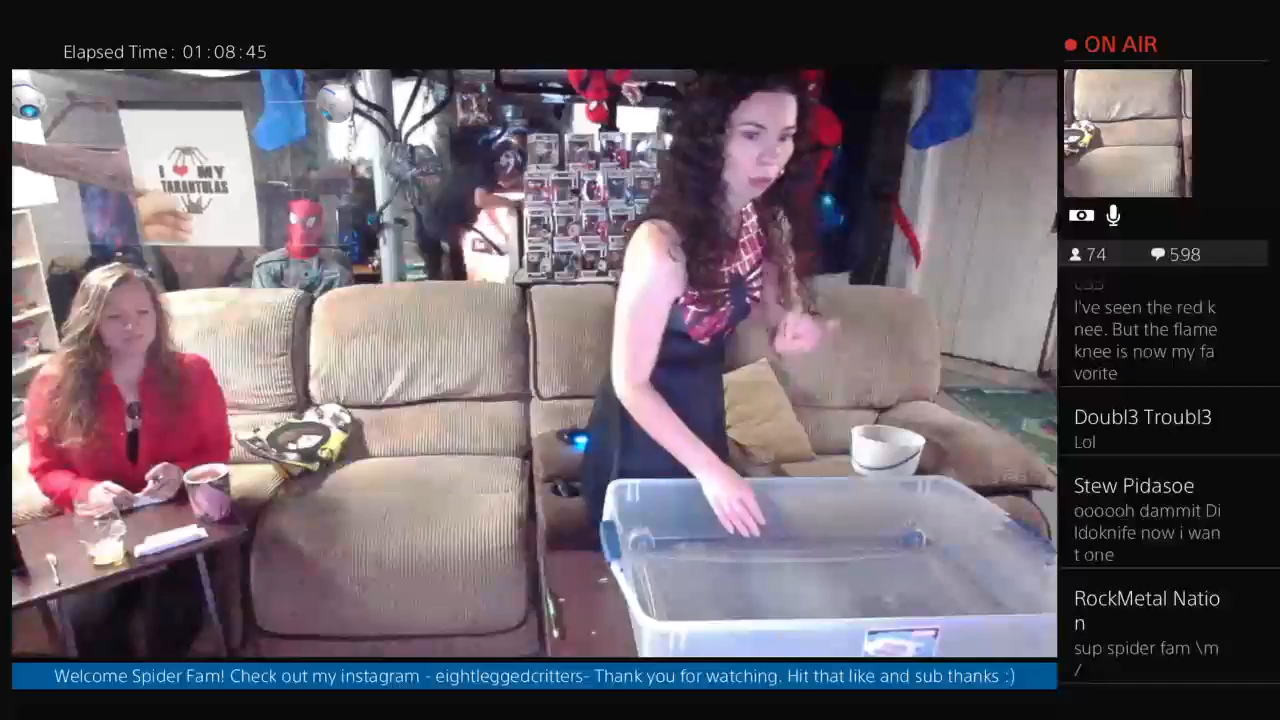 Elapsed Time: 01:08:45
ON AIR
I ❤ MY
TARANTULAS
74
598
I've seen the red k
nee. But the flame
knee is now my fa
vorite
Doubl3 Troubl3
Lol
Stew Pidasoe
oooooh dammit Di
ldoknife now i wan
t one
RockMetal Natio
n
sup spider fam \m
/
Welcome Spider Fam! Check out my instagram - eightleggedcritters- Thank you for watching. Hit that like and sub thanks :)